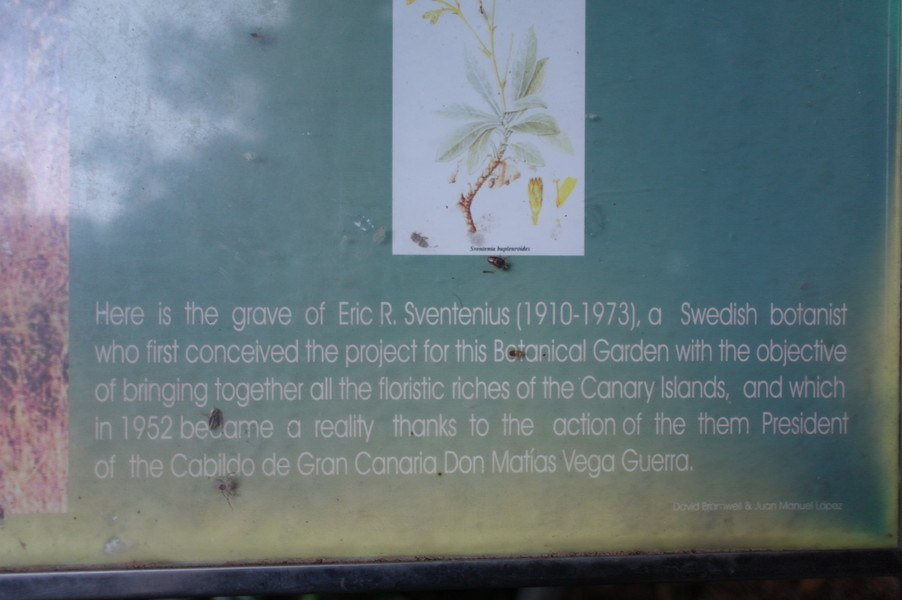 Sventenia bupleuroides
Here is the grave of Eric R. Sventenius (1910-1973), a Swedish botanist
who first conceived the project for this Botanical Garden with the objective
of bringing together all the floristic riches of the Canary Islands, and which
in 1952 became a reality thanks to the action of the them President
of the Cabildo de Gran Canaria Don Matías Vega Guerra.
David Bramwell & Juan Manuel López